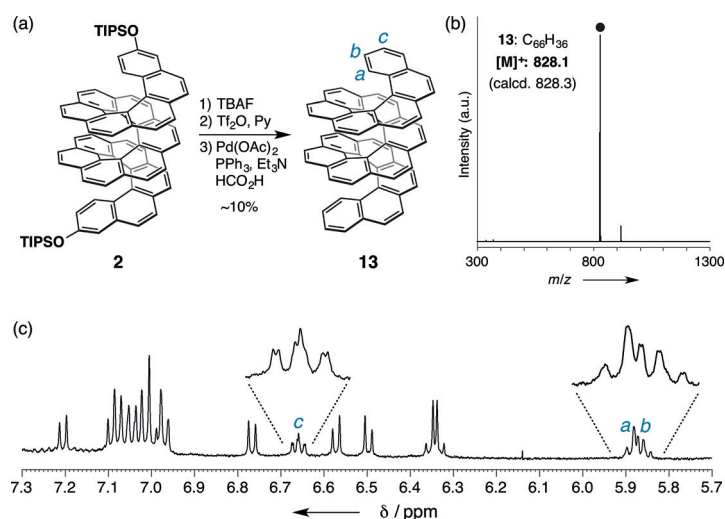 (a)
TIPSO
TIPSO
2
1) TBAF
2) Tf₂O, Py
3) Pd(OAc)₂
PPh₃, Et₃N
HCO₂H
~10%
a
b
c
13
(b)
Intensity (a.u.)
13: C₆₆H₃₆
[M]⁺: 828.1
(calcd. 828.3)
300 800 1300
m/z
(c)
c
a b
7.3 7.2 7.1 7.0 6.9 6.8 6.7 6.6 6.5 6.4 6.3 6.2 6.1 6.0 5.9 5.8 5.7
δ / ppm